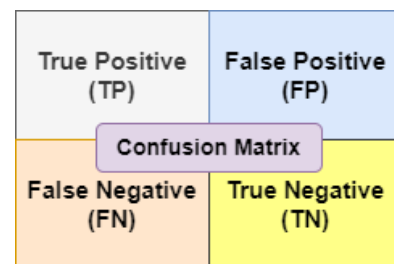 True Positive
(TP)
False Positive
(FP)
Confusion Matrix
False Negative
(FN)
True Negative
(TN)